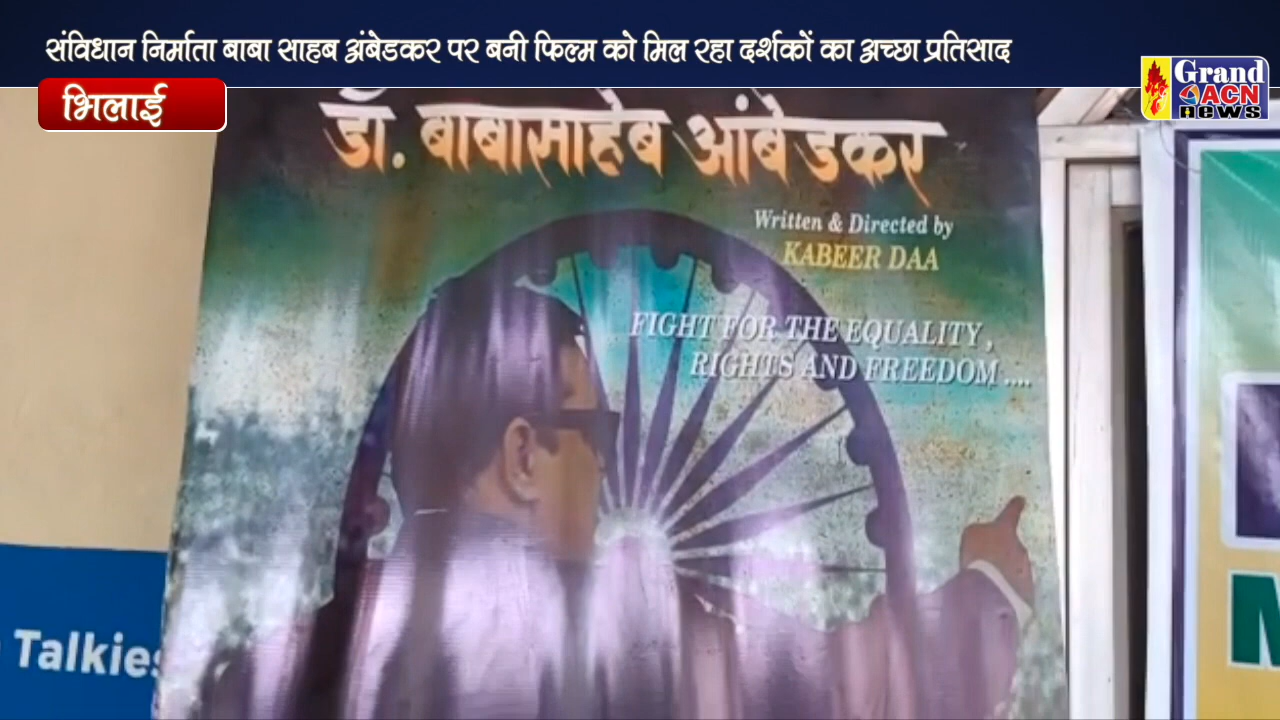 संविधान निर्माता बाबा साहब अंबेडकर पर बनी फिल्म को मिल रहा दर्शकों का अच्छा प्रतिसाद
भिलाई
Grand
ACN
news
डॉ. बाबासाहेब आंबेडकर
Written & Directed by
KABEER DAA
FIGHT FOR THE EQUALITY,
RIGHTS AND FREEDOM ....
Talkies